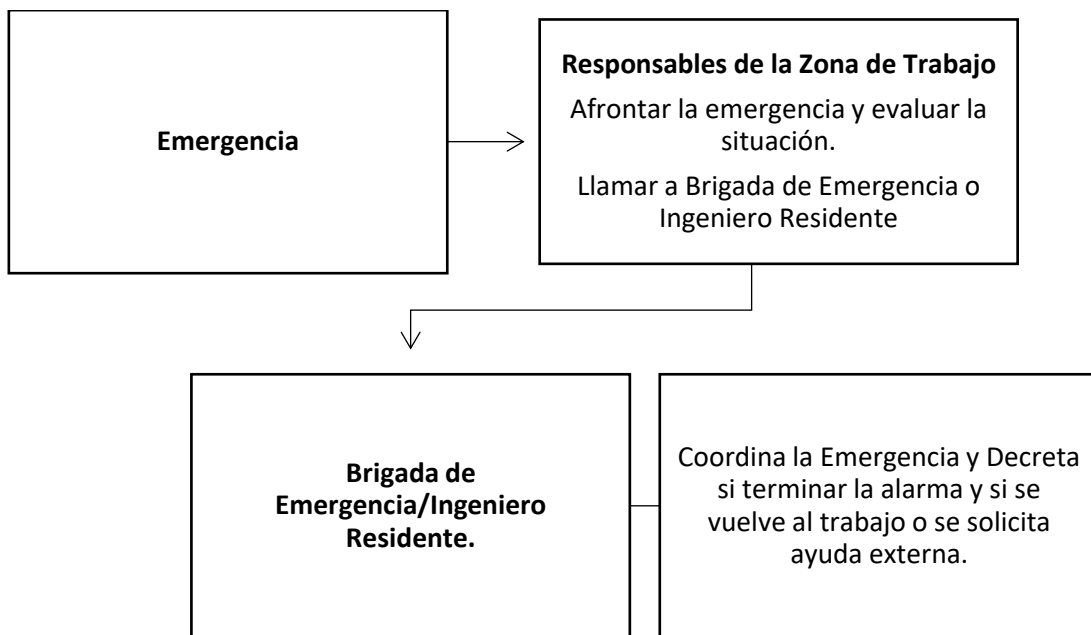 Emergencia
Responsables de la Zona de Trabajo
Afrontar la emergencia y evaluar la
situación.
Llamar a Brigada de Emergencia o
Ingeniero Residente
Brigada de
Emergencia/Ingeniero
Residente.
Coordina la Emergencia y Decreta
si terminar la alarma y si se
vuelve al trabajo o se solicita
ayuda externa.